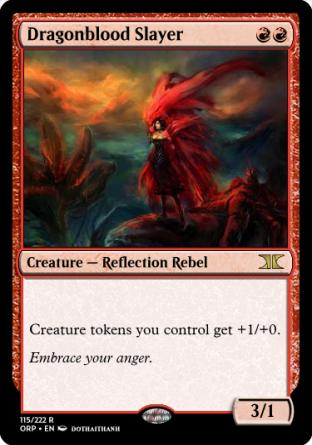 Dragonblood Slayer
Creature — Reflection Rebel
Creature tokens you control get +1/+0.
Embrace your anger.
115/222 R
ORP • EN DOTHAITHANH
3/1